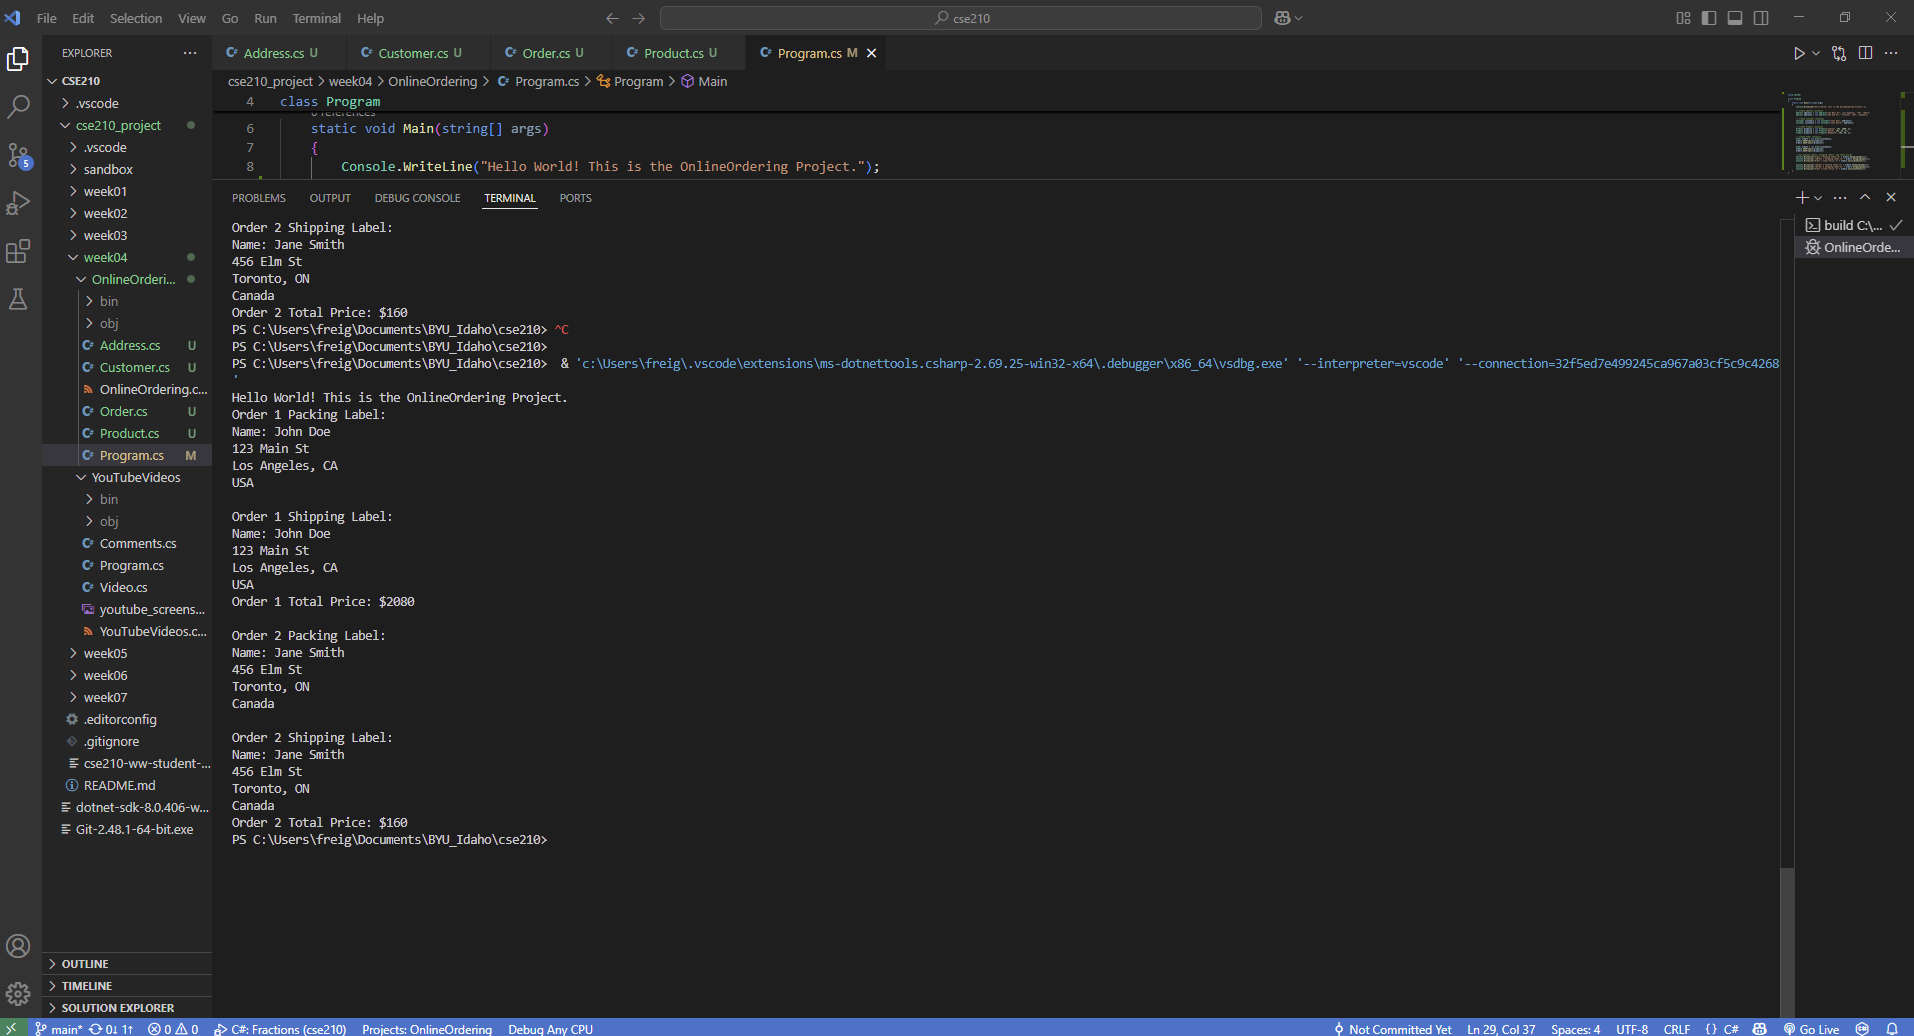 File Edit Selection View Go Run Terminal Help
cse210
EXPLORER
Address.cs U
Customer.cs U
Order.cs U
Product.cs U
Program.cs M
cse210_project > week04 > OnlineOrdering > Program.cs > Program > Main
4 class Program
6 static void Main(string[] args)
7 {
8 Console.WriteLine("Hello World! This is the OnlineOrdering Project.");
CSE210
.vscode
cse210_project
.vscode
sandbox
week01
week02
week03
week04
OnlineOrderi...
bin
obj
Address.cs U
Customer.cs U
OnlineOrdering.c...
Order.cs U
Product.cs U
Program.cs M
YouTubeVideos
bin
obj
Comments.cs
Program.cs
Video.cs
youtube_screens...
YouTubeVideos.c...
week05
week06
week07
.editorconfig
.gitignore
cse210-ww-student-...
README.md
dotnet-sdk-8.0.406-w...
Git-2.48.1-64-bit.exe
OUTLINE
TIMELINE
SOLUTION EXPLORER
5
PROBLEMS OUTPUT DEBUG CONSOLE TERMINAL PORTS
build C:\...
OnlineOrde...
Order 2 Shipping Label:
Name: Jane Smith
456 Elm St
Toronto, ON
Canada
Order 2 Total Price: $160
PS C:\Users\freig\Documents\BYU_Idaho\cse210> ^C
PS C:\Users\freig\Documents\BYU_Idaho\cse210>
PS C:\Users\freig\Documents\BYU_Idaho\cse210>  & 'c:\Users\freig\.vscode\extensions\ms-dotnettools.csharp-2.69.25-win32-x64\.debugger\x86_64\vsdbg.exe' '--interpreter=vscode' '--connection=32f5ed7e499245ca967a03cf5c9c4268
'
Hello World! This is the OnlineOrdering Project.
Order 1 Packing Label:
Name: John Doe
123 Main St
Los Angeles, CA
USA
Order 1 Shipping Label:
Name: John Doe
123 Main St
Los Angeles, CA
USA
Order 1 Total Price: $2080
Order 2 Packing Label:
Name: Jane Smith
456 Elm St
Toronto, ON
Canada
Order 2 Shipping Label:
Name: Jane Smith
456 Elm St
Toronto, ON
Canada
Order 2 Total Price: $160
PS C:\Users\freig\Documents\BYU_Idaho\cse210>
main* 0↓ 1↑ 0 0 C#: Fractions (cse210) Projects: OnlineOrdering Debug Any CPU Not Committed Yet Ln 29, Col 37 Spaces: 4 UTF-8 CRLF {} C# Go Live